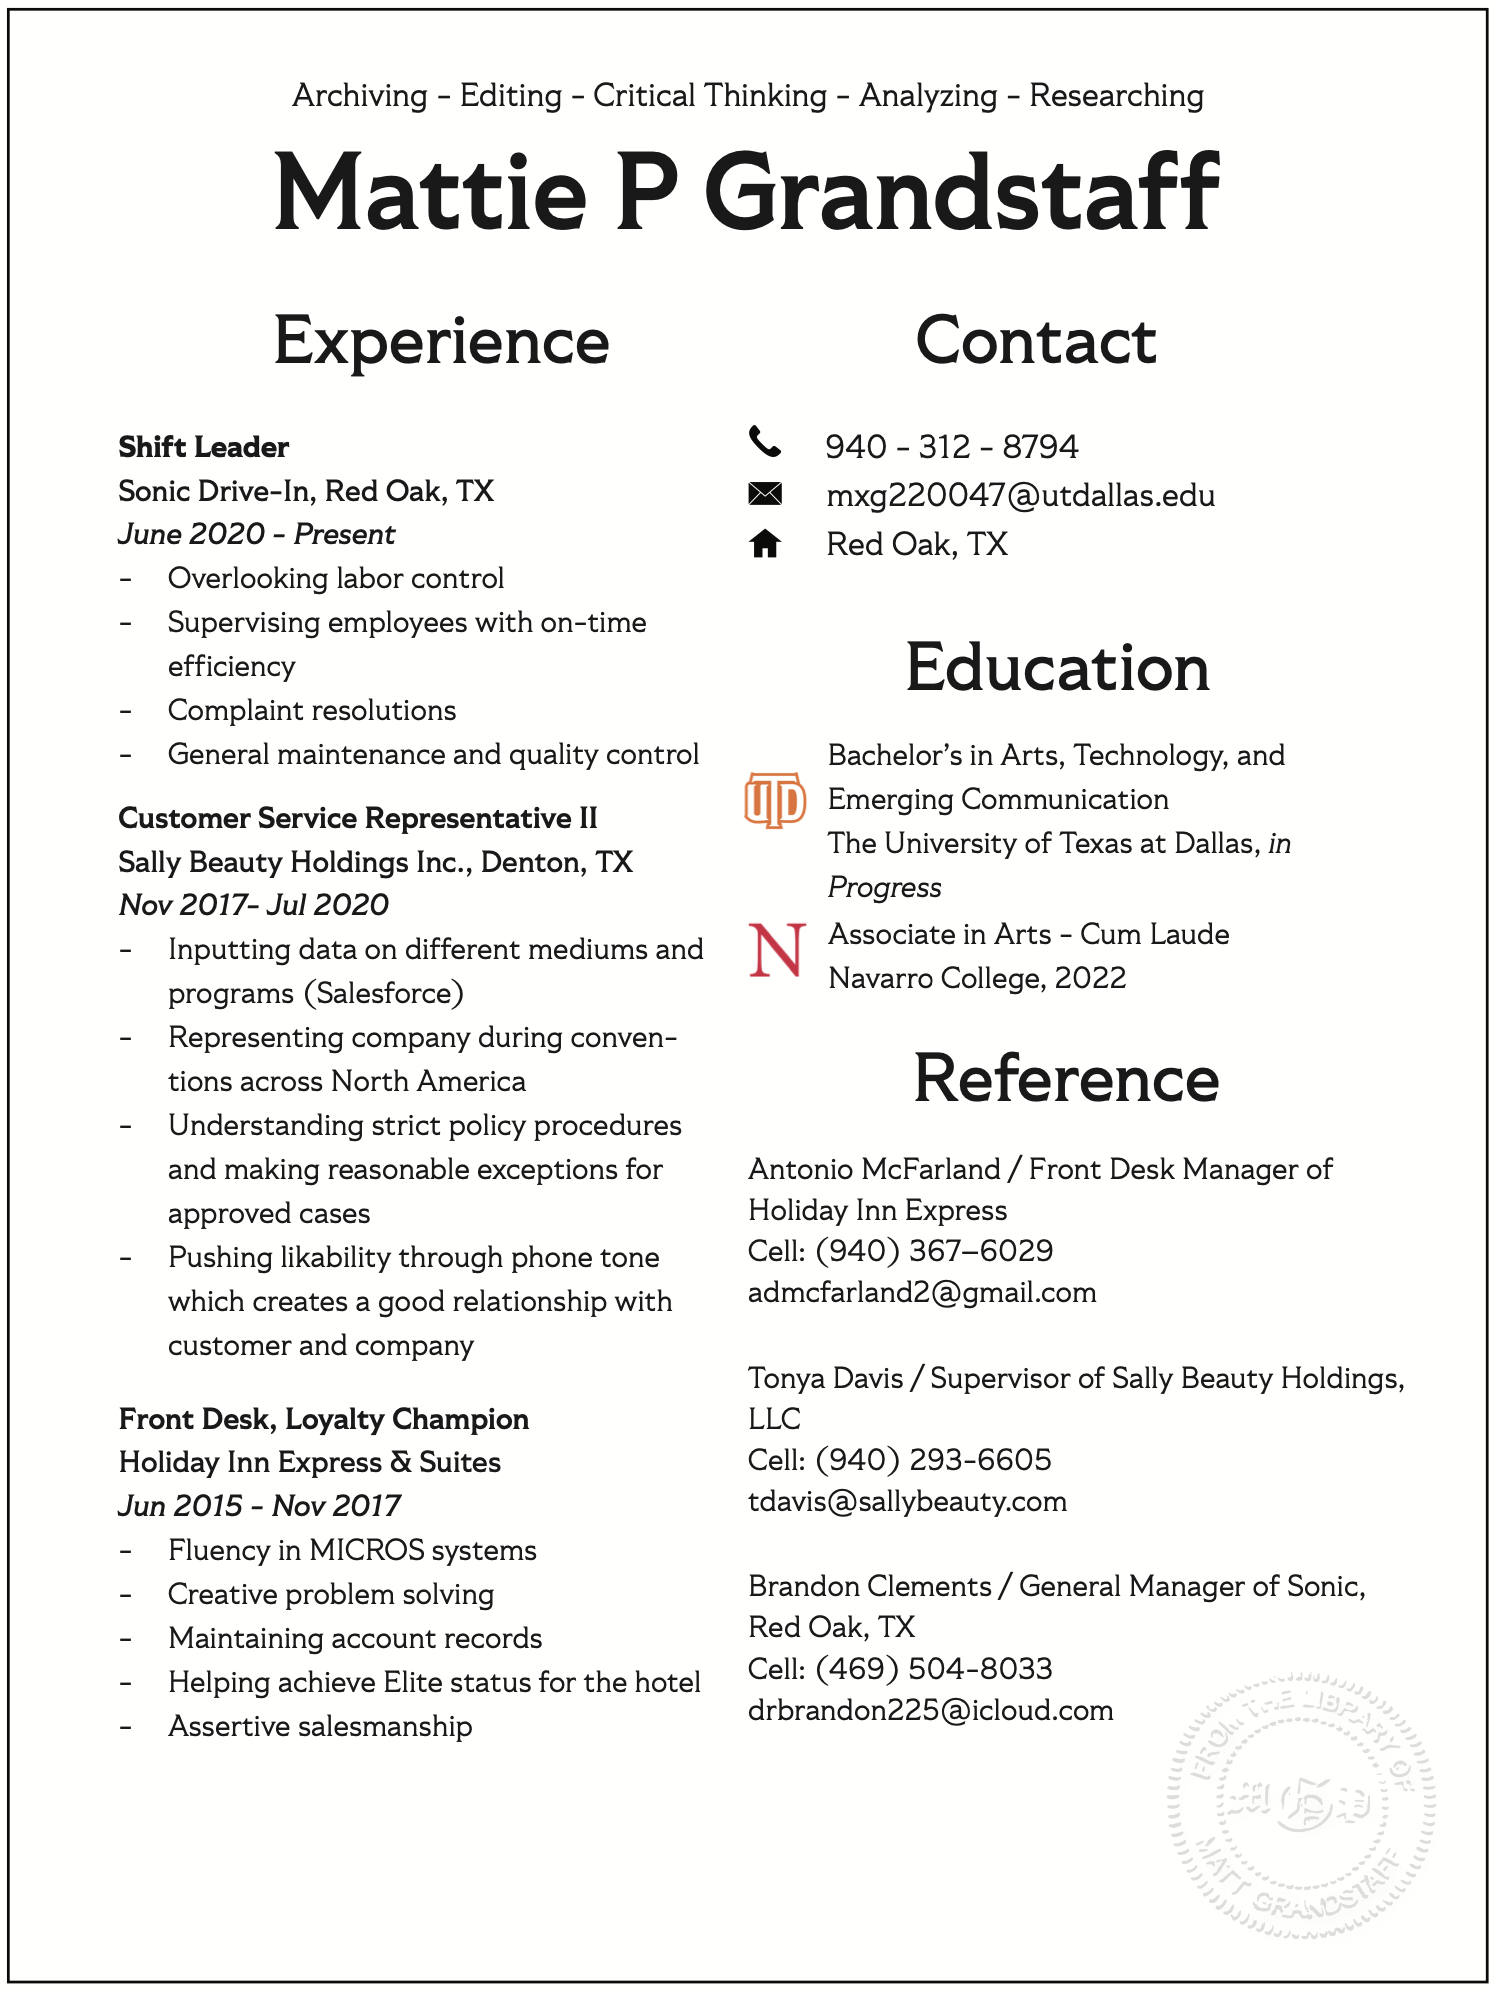 Archiving - Editing - Critical Thinking - Analyzing - Researching
Mattie P Grandstaff
Experience
Shift Leader
Sonic Drive-In, Red Oak, TX
June 2020 - Present
- Overlooking labor control
- Supervising employees with on-time
efficiency
- Complaint resolutions
- General maintenance and quality control
Customer Service Representative II
Sally Beauty Holdings Inc., Denton, TX
Nov 2017- Jul 2020
- Inputting data on different mediums and
programs (Salesforce)
- Representing company during conven-
tions across North America
- Understanding strict policy procedures
and making reasonable exceptions for
approved cases
- Pushing likability through phone tone
which creates a good relationship with
customer and company
Front Desk, Loyalty Champion
Holiday Inn Express & Suites
Jun 2015 - Nov 2017
- Fluency in MICROS systems
- Creative problem solving
- Maintaining account records
- Helping achieve Elite status for the hotel
- Assertive salesmanship
Contact
940 - 312 - 8794
mxg220047@utdallas.edu
Red Oak, TX
Education
UTD
Bachelor's in Arts, Technology, and
Emerging Communication
The University of Texas at Dallas, in
Progress
N
Associate in Arts - Cum Laude
Navarro College, 2022
Reference
Antonio McFarland / Front Desk Manager of
Holiday Inn Express
Cell: (940) 367–6029
admcfarland2@gmail.com
Tonya Davis / Supervisor of Sally Beauty Holdings,
LLC
Cell: (940) 293-6605
tdavis@sallybeauty.com
Brandon Clements / General Manager of Sonic,
Red Oak, TX
Cell: (469) 504-8033
drbrandon225@icloud.com
FROM THE LIBRARY OF
MATT GRANDSTAFF